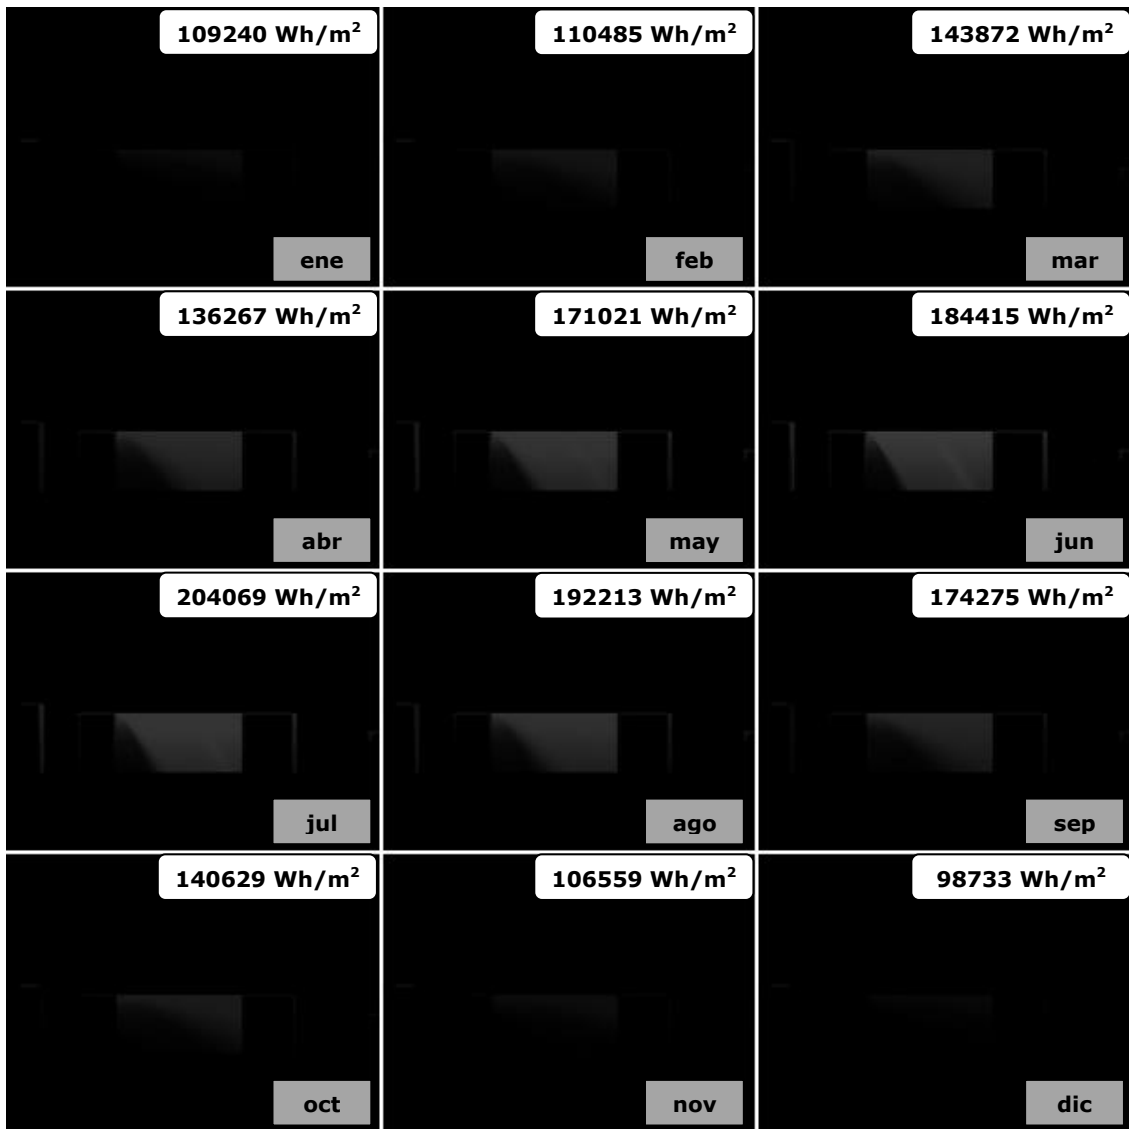 109240 Wh/m²
110485 Wh/m²
143872 Wh/m²
ene
feb
mar
136267 Wh/m²
171021 Wh/m²
184415 Wh/m²
abr
may
jun
204069 Wh/m²
192213 Wh/m²
174275 Wh/m²
jul
ago
sep
140629 Wh/m²
106559 Wh/m²
98733 Wh/m²
oct
nov
dic